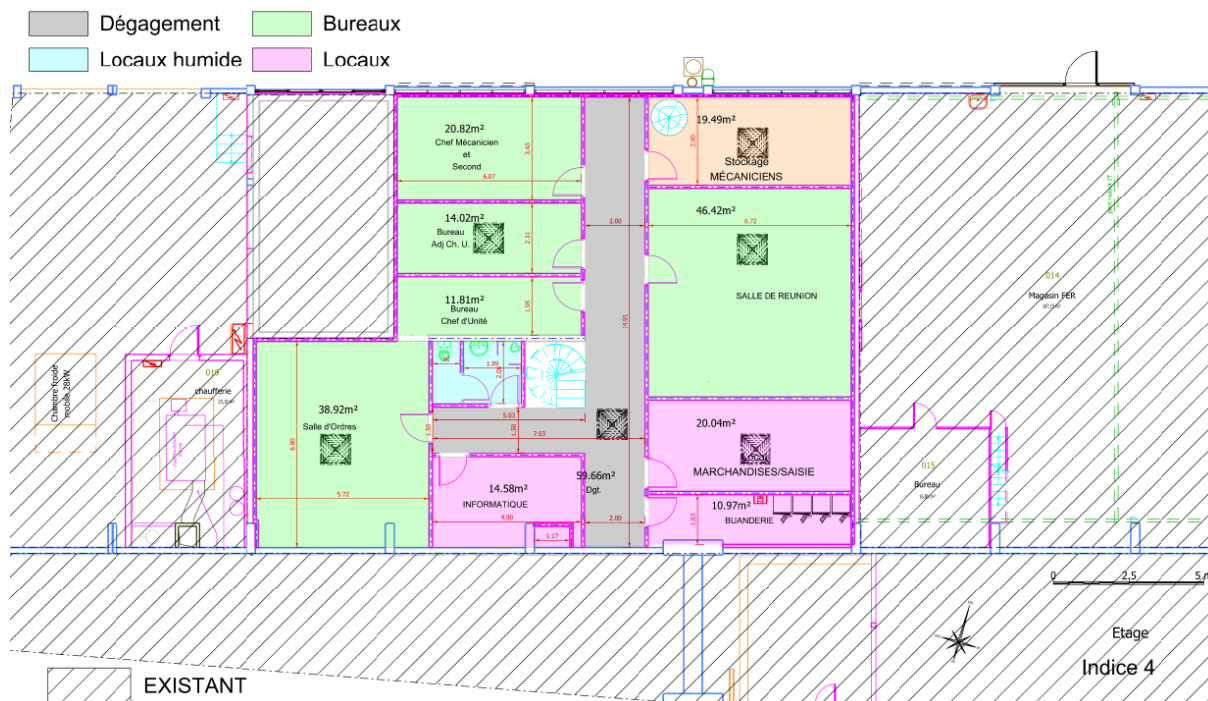 Dégagement
Bureaux
Locaux humide
Locaux
20.82m²
Chef Mécanicien
et
Second
3.43
6.07
19.49m²
2.90
Stockage
MÉCANICIENS
14.02m²
Bureau
Adj Ch. U.
2.31
2.00
46.42m²
6.72
SALLE DE REUNION
11.81m²
Bureau
Chef d'Unité
1.95
14.91
014
Magasin FER
019
chaufferie
Chambre froide
mobile 28kW
38.92m²
Salle d'Ordres
6.80
5.72
1.89
2.06
1.50
5.03
1.50
7.03
59.66m²
Dgt.
2.00
14.58m²
INFORMATIQUE
4.90
1.17
20.04m²
Local
MARCHANDISES/SAISIE
10.97m²
BUANDERIE
1.63
015
Bureau
0
2,5
5 m
Etage
Indice 4
EXISTANT